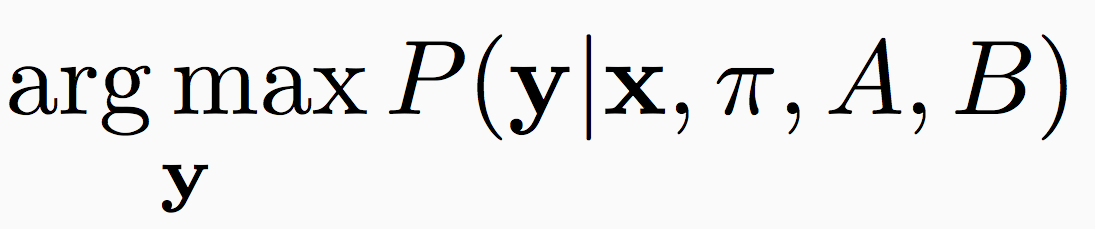 arg max P(y|x, π, A, B)
y